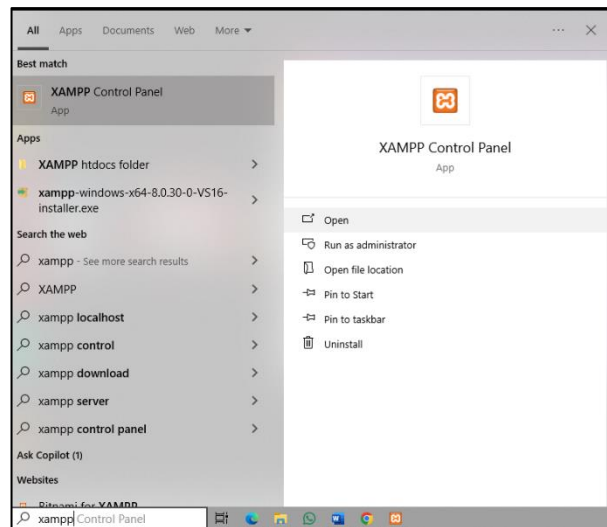 All Apps Documents Web More
Best match
XAMPP Control Panel
App
Apps
XAMPP htdocs folder
xampp-windows-x64-8.0.30-0-VS16-
installer.exe
Search the web
xampp - See more search results
XAMPP
xampp localhost
xampp control
xampp download
xampp server
xampp control panel
Ask Copilot (1)
Websites
Bitnami for XAMPP
xampp Control Panel
XAMPP Control Panel
App
Open
Run as administrator
Open file location
Pin to Start
Pin to taskbar
Uninstall